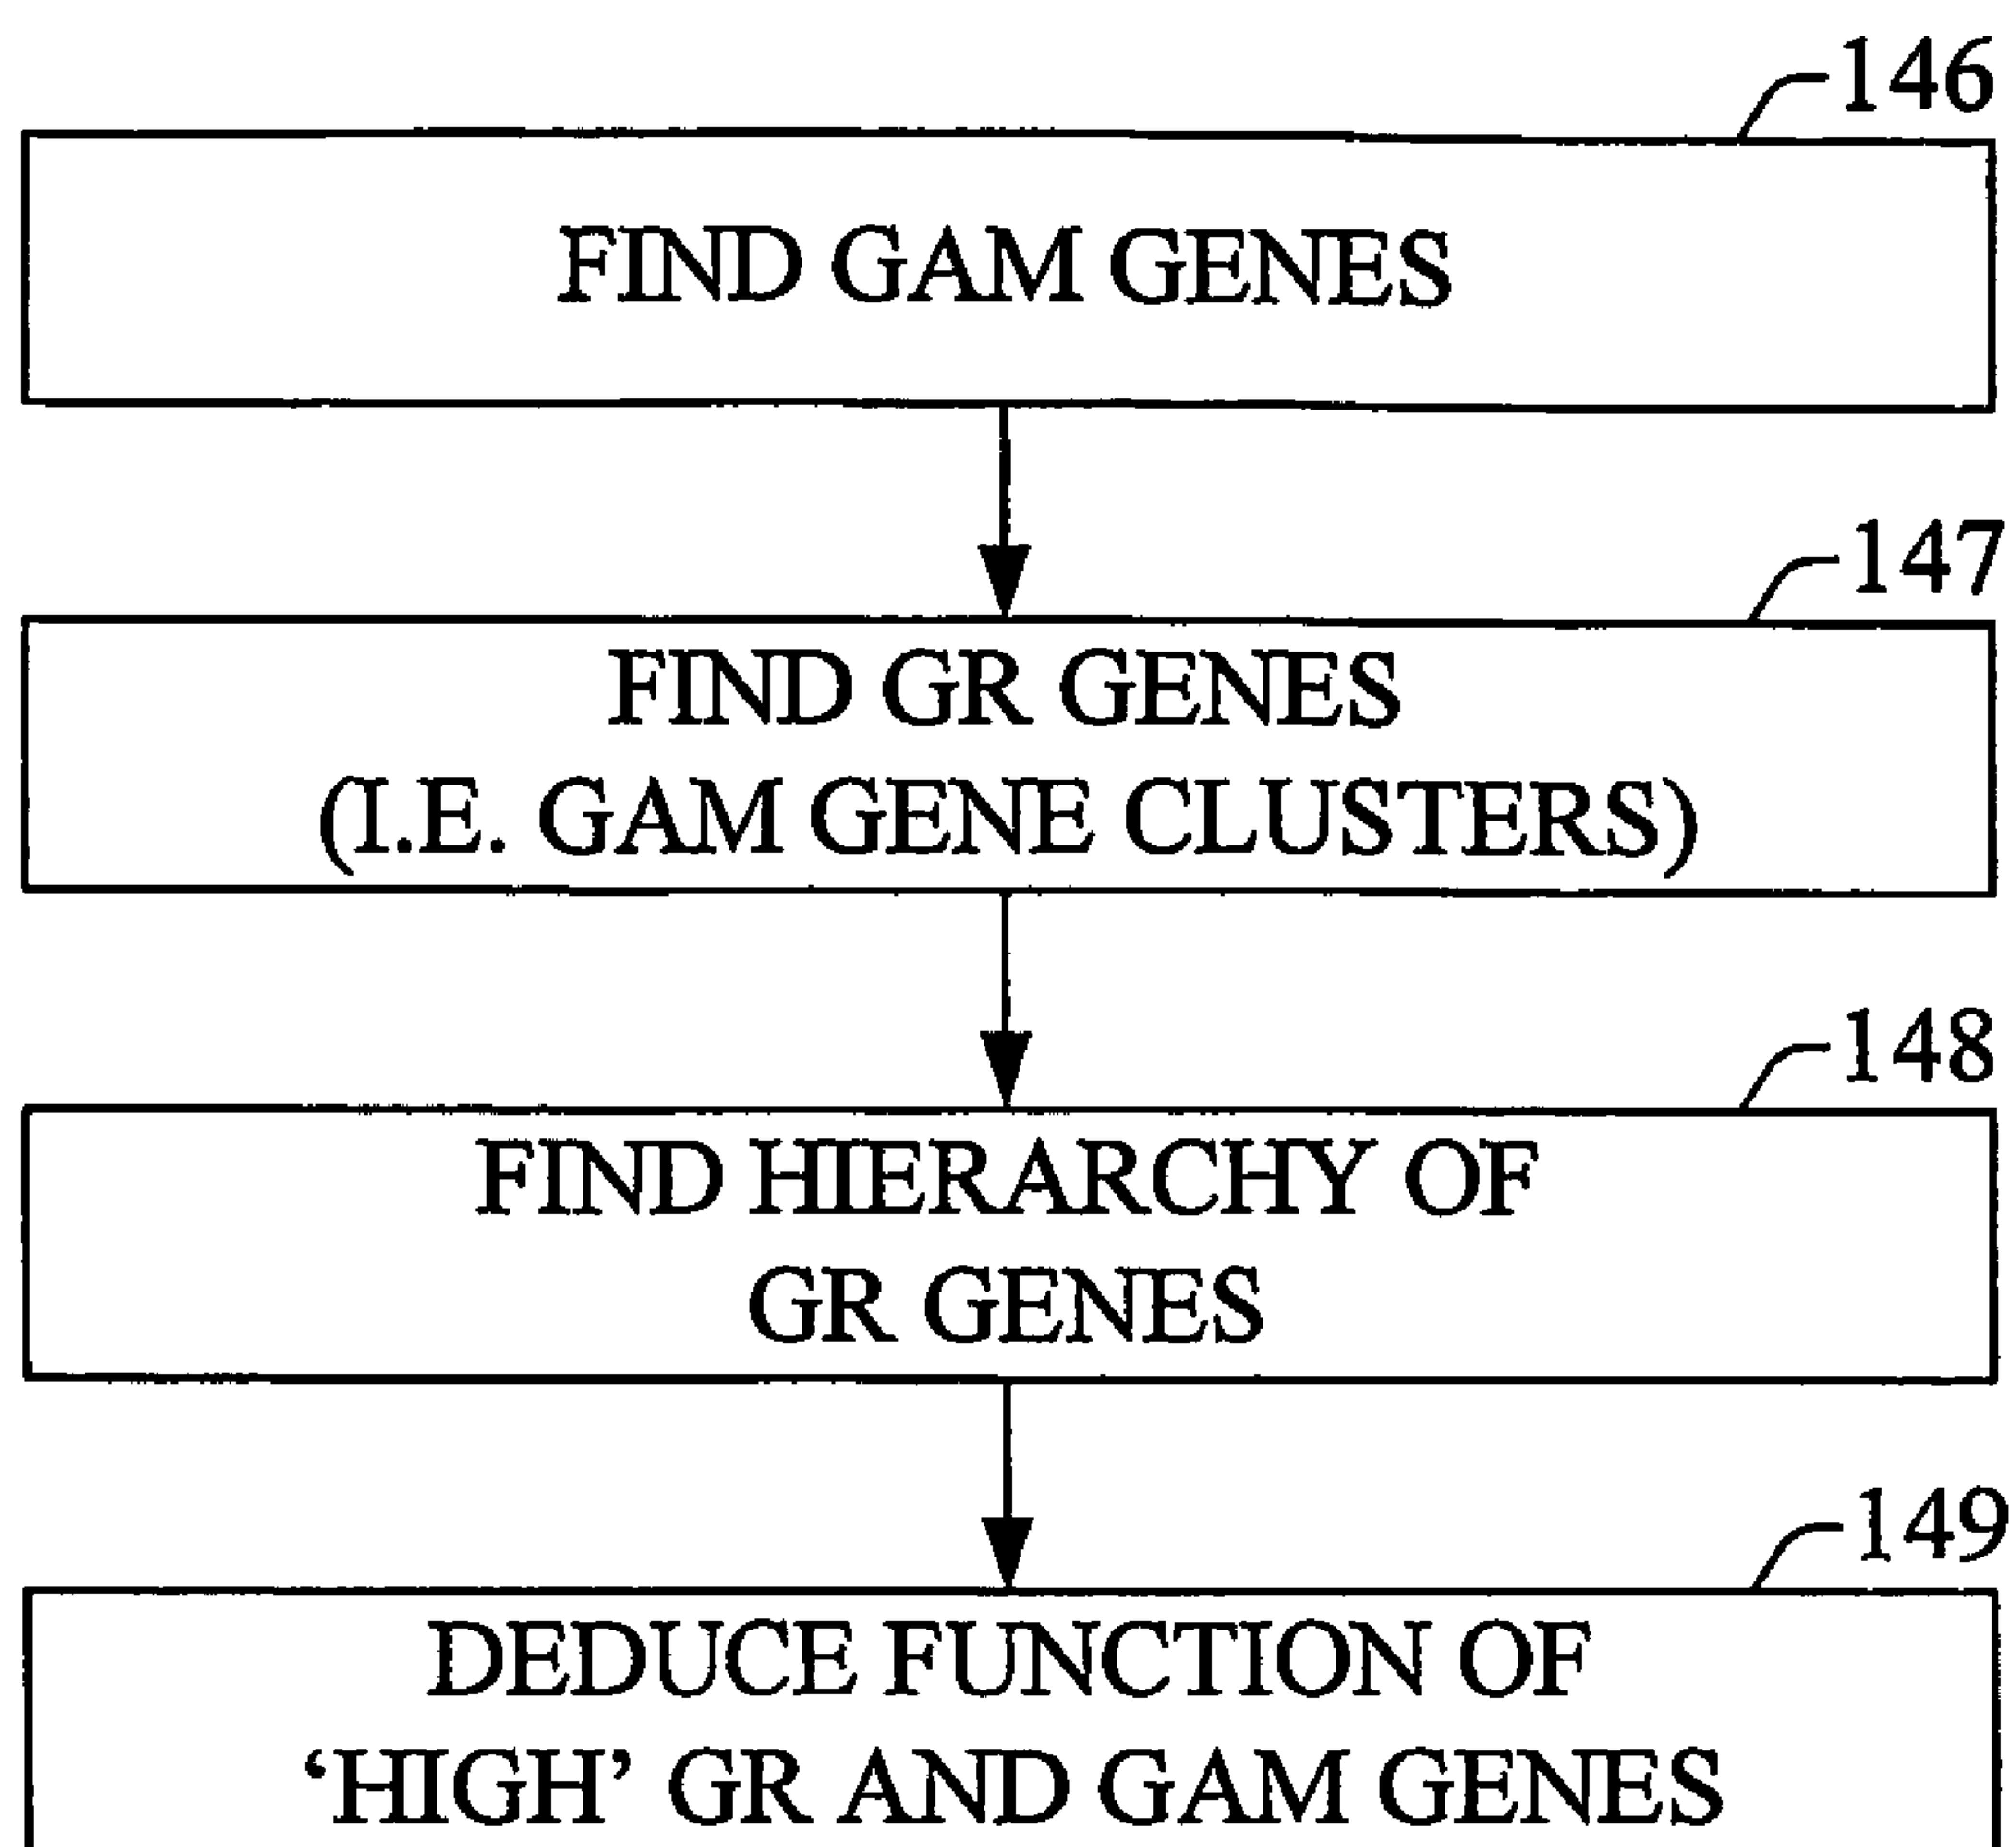 146
FIND GAM GENES
147
FIND GR GENES
(I.E. GAM GENE CLUSTERS)
148
FIND HIERARCHY OF
GR GENES
149
DEDUCE FUNCTION OF
‘HIGH’ GR AND GAM GENES